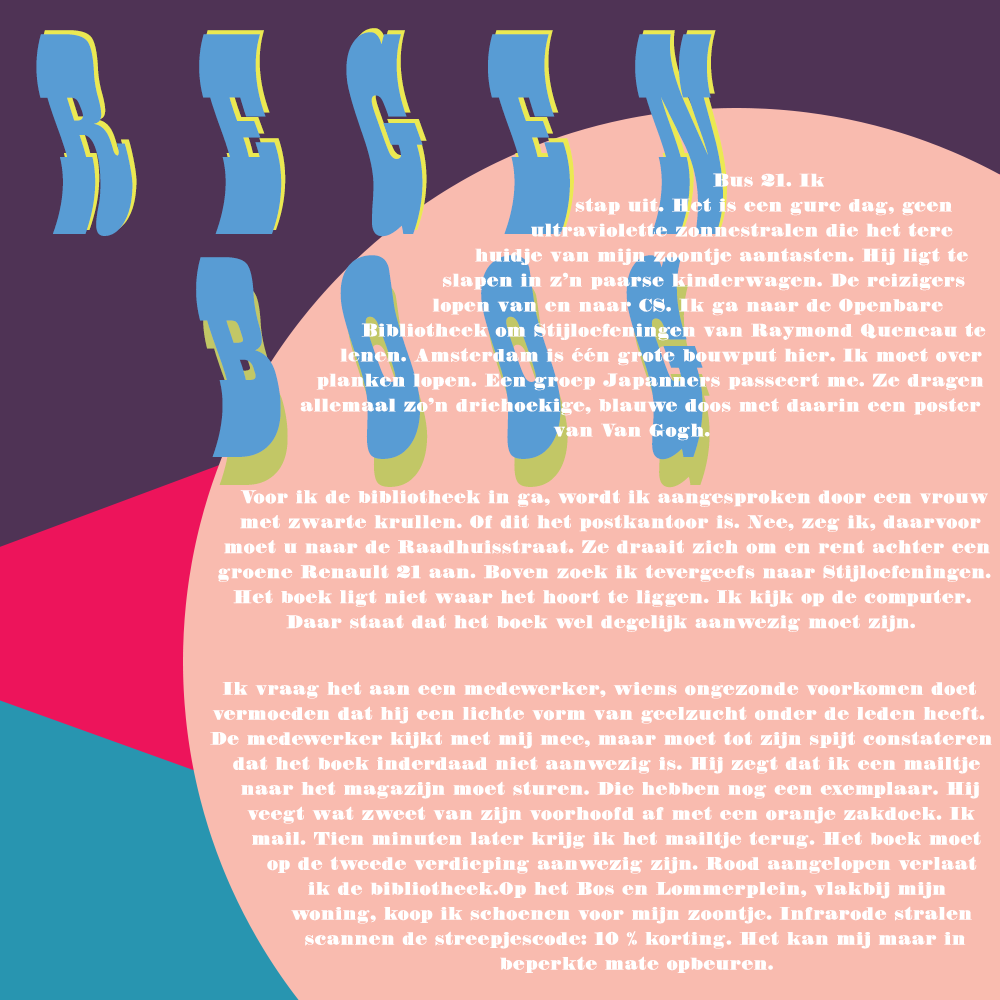 REGEN
BOOG
Bus 21. Ik
stap uit. Het is een gure dag, geen
ultraviolette zonnestralen die het tere
huidje van mijn zoontje aantasten. Hij ligt te
slapen in z'n paarse kinderwagen. De reizigers
lopen van en naar CS. Ik ga naar de Openbare
Bibliotheek om Stijloefeningen van Raymond Queneau te
lenen. Amsterdam is één grote bouwput hier. Ik moet over
planken lopen. Een groep Japanners passeert me. Ze dragen
allemaal zo'n driehoekige, blauwe doos met daarin een poster
van Van Gogh.
Voor ik de bibliotheek in ga, wordt ik aangesproken door een vrouw
met zwarte krullen. Of dit het postkantoor is. Nee, zeg ik, daarvoor
moet u naar de Raadhuisstraat. Ze draait zich om en rent achter een
groene Renault 21 aan. Boven zoek ik tevergeefs naar Stijloefeningen.
Het boek ligt niet waar het hoort te liggen. Ik kijk op de computer.
Daar staat dat het boek wel degelijk aanwezig moet zijn.
Ik vraag het aan een medewerker, wiens ongezonde voorkomen doet
vermoeden dat hij een lichte vorm van geelzucht onder de leden heeft.
De medewerker kijkt met mij mee, maar moet tot zijn spijt constateren
dat het boek inderdaad niet aanwezig is. Hij zegt dat ik een mailtje
naar het magazijn moet sturen. Die hebben nog een exemplaar. Hij
veegt wat zweet van zijn voorhoofd af met een oranje zakdoek. Ik
mail. Tien minuten later krijg ik het mailtje terug. Het boek moet
op de tweede verdieping aanwezig zijn. Rood aangelopen verlaat
ik de bibliotheek.Op het Bos en Lommerplein, vlakbij mijn
woning, koop ik schoenen voor mijn zoontje. Infrarode stralen
scannen de streepjescode: 10 % korting. Het kan mij maar in
beperkte mate opbeuren.